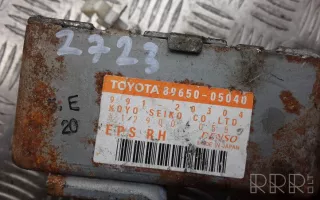 2723
TOYOTA 89650-05040
KOYO SEIKO CO.LTD
DENSO
MADE IN JAPAN
EPS RH
E
20
RRR